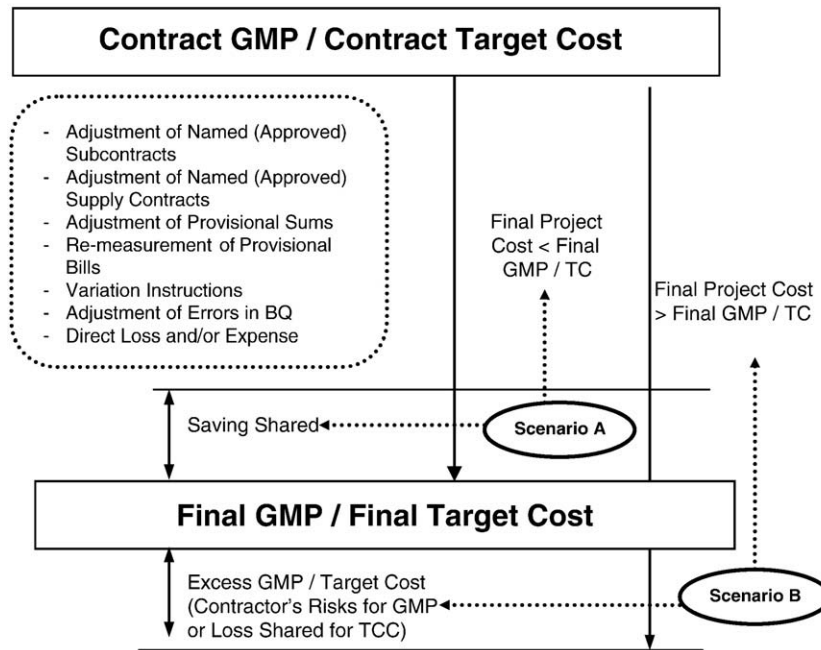 Contract GMP / Contract Target Cost
- Adjustment of Named (Approved)
Subcontracts
- Adjustment of Named (Approved)
Supply Contracts
- Adjustment of Provisional Sums
- Re-measurement of Provisional
Bills
- Variation Instructions
- Adjustment of Errors in BQ
- Direct Loss and/or Expense
Final Project
Cost < Final
GMP / TC
Final Project Cost
> Final GMP / TC
Saving Shared
Scenario A
Final GMP / Final Target Cost
Excess GMP / Target Cost
(Contractor's Risks for GMP
or Loss Shared for TCC)
Scenario B